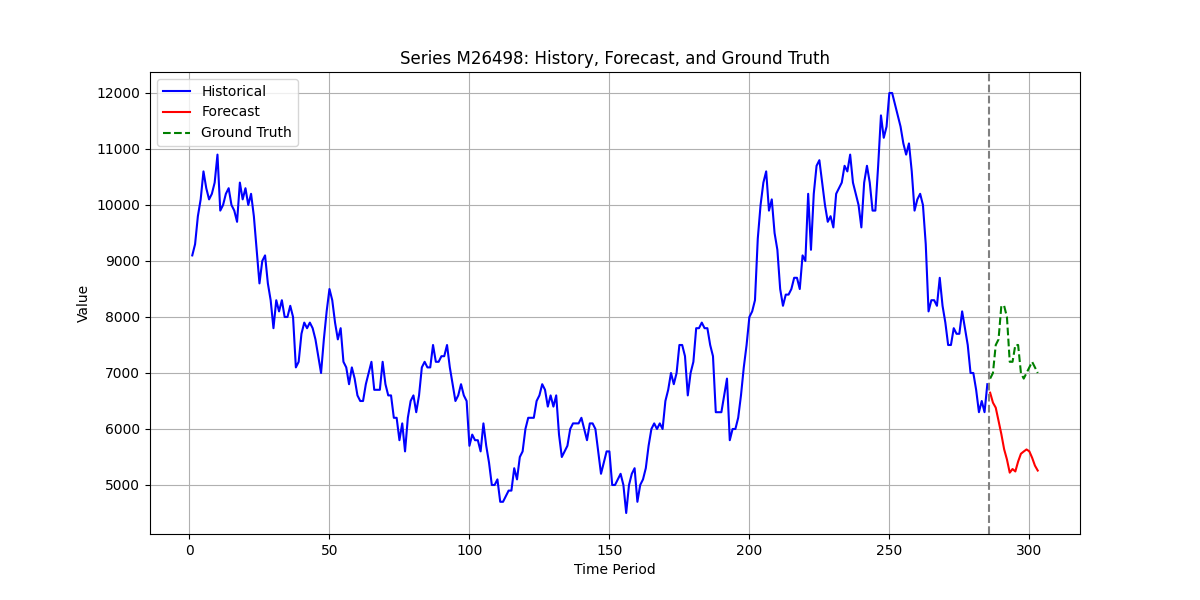 Series M26498: History, Forecast, and Ground Truth
Historical
Forecast
Ground Truth
12000
11000
10000
9000
8000
7000
6000
5000
Value
0 50 100 150 200 250 300
Time Period